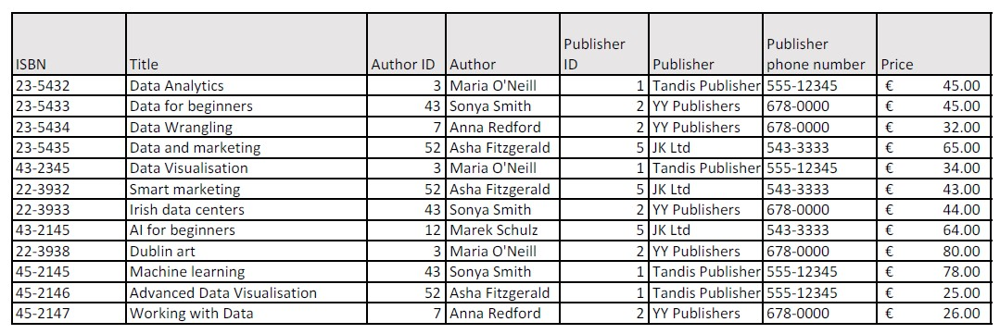 Publisher Publisher
ISBN Title Author ID Author ID Publisher phone number Price
23-5432 Data Analytics 3 Maria O'Neill 1 Tandis Publisher 555-12345 € 45.00
23-5433 Data for beginners 43 Sonya Smith 2 YY Publishers 678-0000 € 45.00
23-5434 Data Wrangling 7 Anna Redford 2 YY Publishers 678-0000 € 32.00
23-5435 Data and marketing 52 Asha Fitzgerald 5 JK Ltd 543-3333 € 65.00
43-2345 Data Visualisation 3 Maria O'Neill 1 Tandis Publisher 555-12345 € 34.00
22-3932 Smart marketing 52 Asha Fitzgerald 5 JK Ltd 543-3333 € 43.00
22-3933 Irish data centers 43 Sonya Smith 2 YY Publishers 678-0000 € 44.00
43-2145 AI for beginners 12 Marek Schulz 5 JK Ltd 543-3333 € 64.00
22-3938 Dublin art 3 Maria O'Neill 2 YY Publishers 678-0000 € 80.00
45-2145 Machine learning 43 Sonya Smith 1 Tandis Publisher 555-12345 € 78.00
45-2146 Advanced Data Visualisation 52 Asha Fitzgerald 1 Tandis Publisher 555-12345 € 25.00
45-2147 Working with Data 7 Anna Redford 2 YY Publishers 678-0000 € 26.00